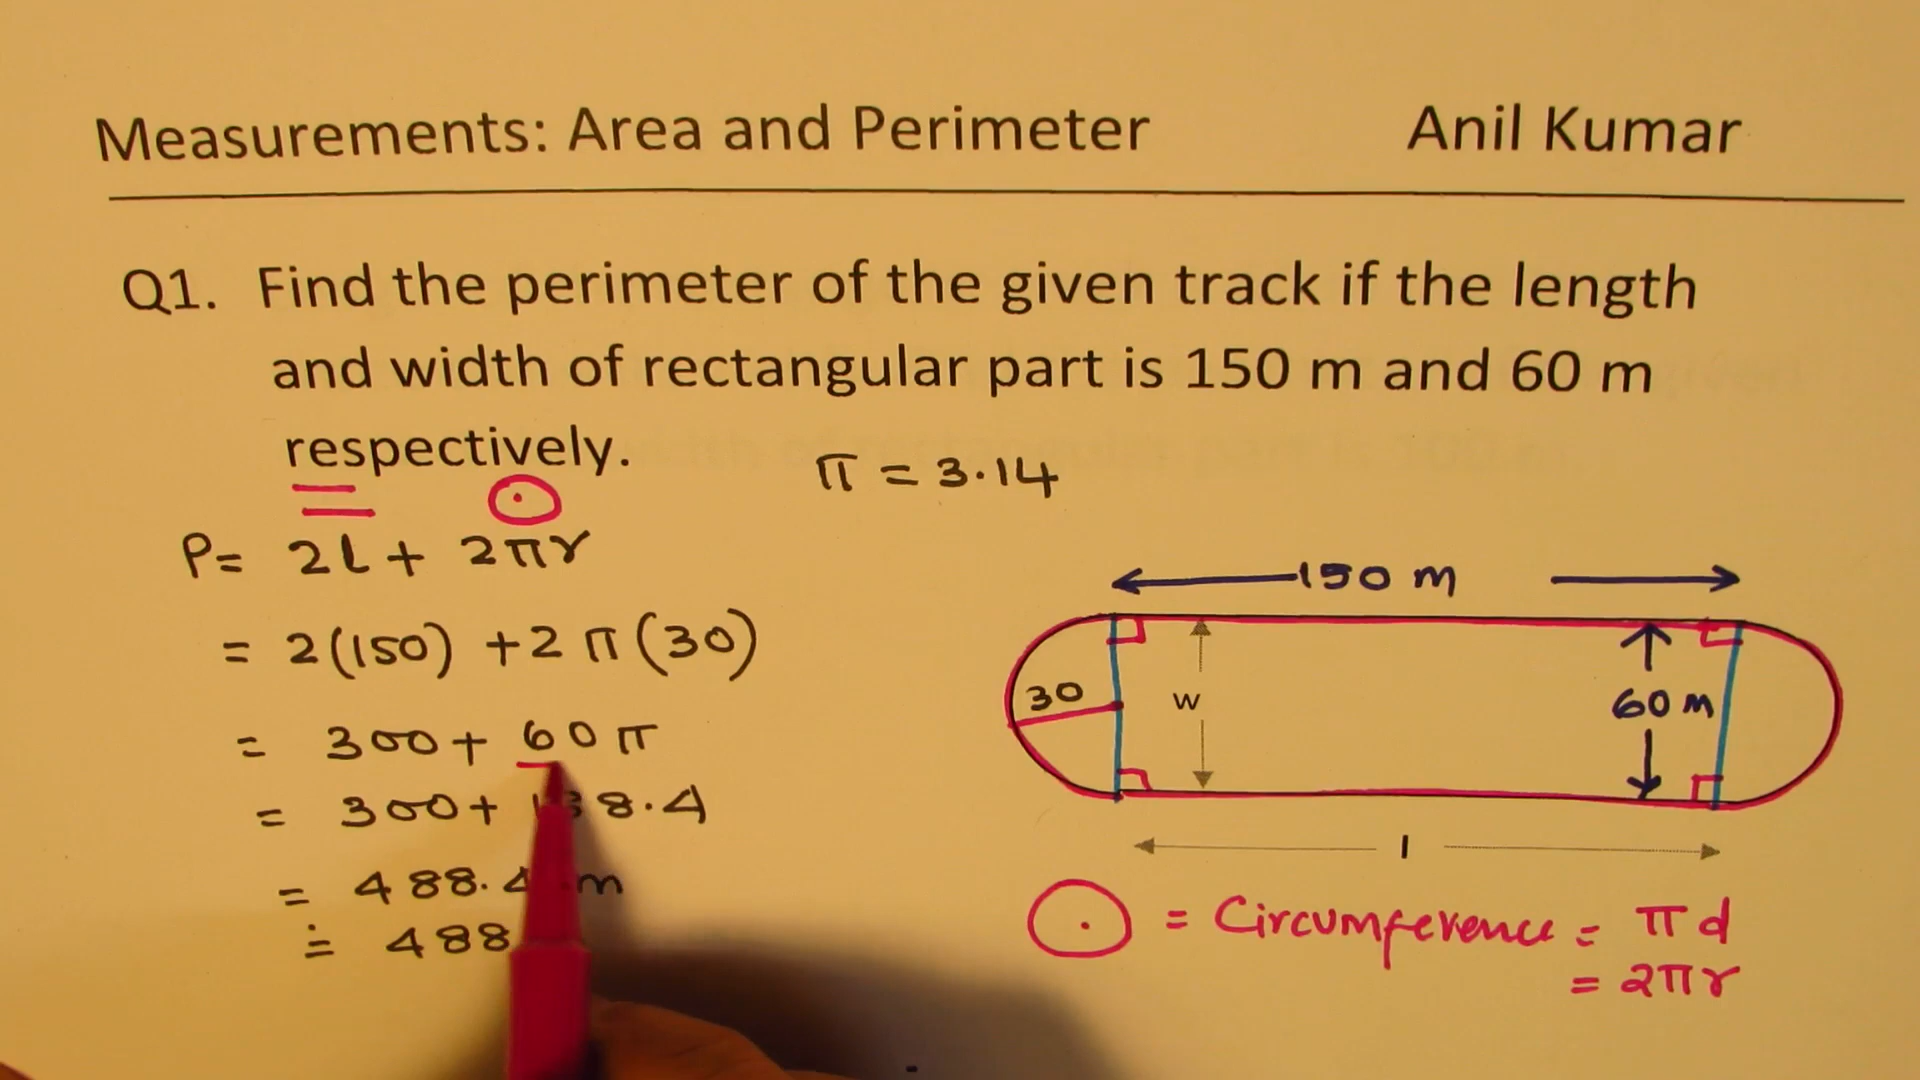 Measurements: Area and Perimeter Anil Kumar
Q1. Find the perimeter of the given track if the length
and width of rectangular part is 150 m and 60 m
respectively.
π = 3.14
P= 2l + 2πr
= 2(150) + 2π(30)
= 300 + 60π
= 300 + 188.4
= 488.4 m
≐ 488
150 m
30
w
60 m
l
= Circumference = πd
= 2πr